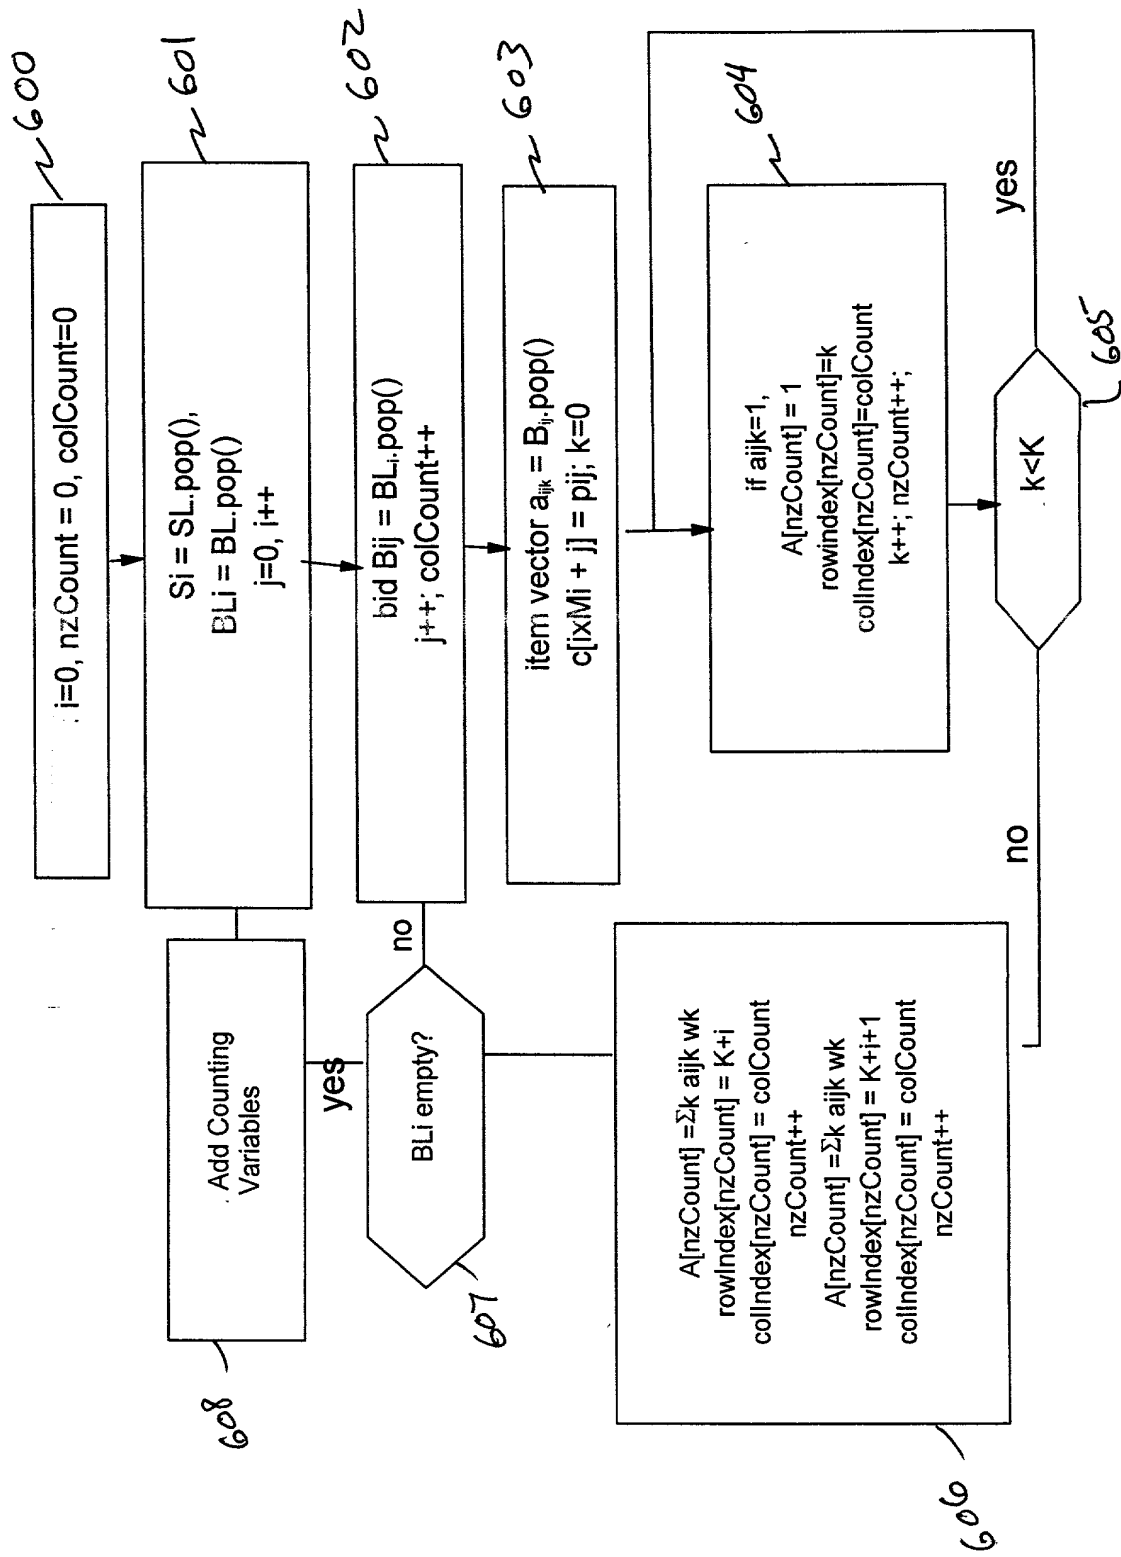 600
i=0, nzCount = 0, colCount=0
601
Si = SL.pop(),
BLi = BL.pop()
j=0, i++
602
bid Bij = BLi.pop()
j++; colCount++
603
item vector aijk = Bij.pop()
c[ixMi + j] = pij; k=0
604
if aijk=1,
A[nzCount] = 1
rowindex[nzCount]=k
colIndex[nzCount]=colCount
k++; nzCount++;
yes
605
k<K
no
606
A[nzCount] =Σk aijk wk
rowIndex[nzCount] = K+i
colIndex[nzCount] = colCount
nzCount++
A[nzCount] =Σk aijk wk
rowIndex[nzCount] = K+i+1
colIndex[nzCount] = colCount
nzCount++
607
BLi empty?
no
yes
608
Add Counting
Variables